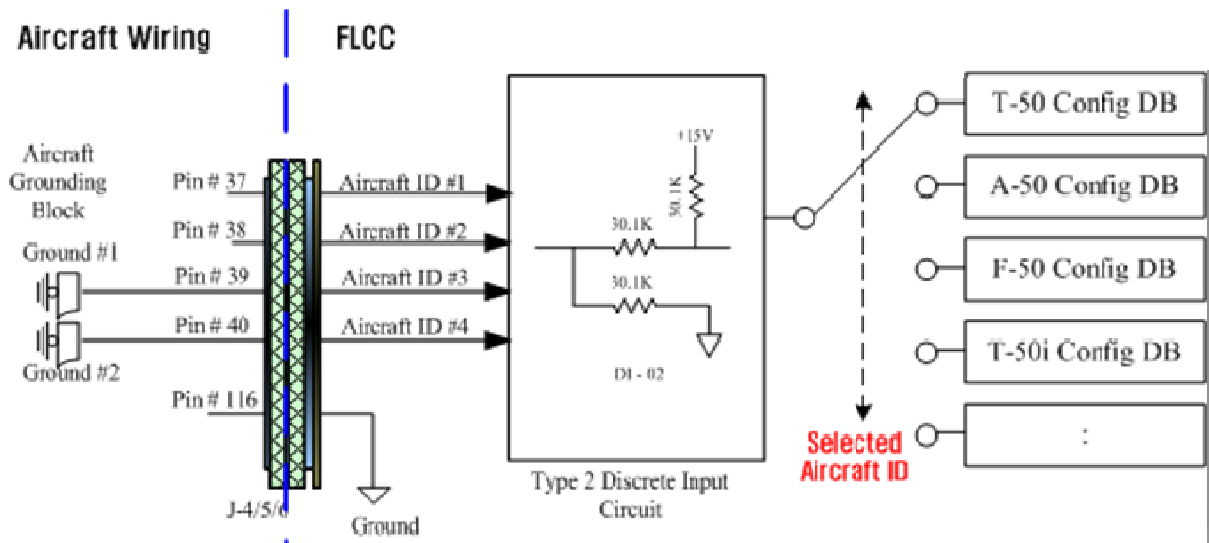 Aircraft Wiring
FLCC
Aircraft
Grounding
Block
Ground #1
Ground #2
Pin # 37
Pin # 38
Pin # 39
Pin # 40
Pin # 116
J-4/5/6
Aircraft ID #1
Aircraft ID #2
Aircraft ID #3
Aircraft ID #4
Ground
+15V
30.1K
30.1K
30.1K
DI - 02
Type 2 Discrete Input
Circuit
Selected
Aircraft ID
T-50 Config DB
A-50 Config DB
F-50 Config DB
T-50i Config DB
: